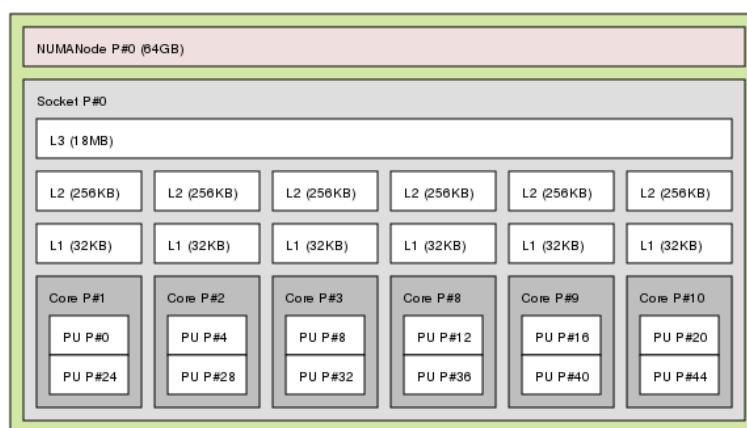 NUMANode P#0 (64GB)
Socket P#0
L3 (18MB)
L2 (256KB) L2 (256KB) L2 (256KB) L2 (256KB) L2 (256KB) L2 (256KB)
L1 (32KB) L1 (32KB) L1 (32KB) L1 (32KB) L1 (32KB) L1 (32KB)
Core P#1 Core P#2 Core P#3 Core P#8 Core P#9 Core P#10
PU P#0 PU P#4 PU P#8 PU P#12 PU P#16 PU P#20
PU P#24 PU P#28 PU P#32 PU P#36 PU P#40 PU P#44